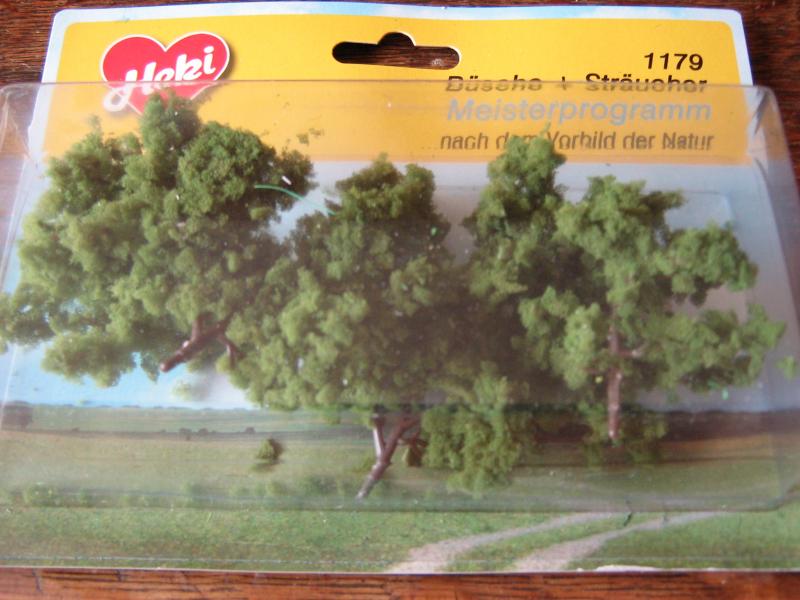 Heki
1179
Büsche + Sträucher
Meisterprogramm
nach dem Vorbild der Natur